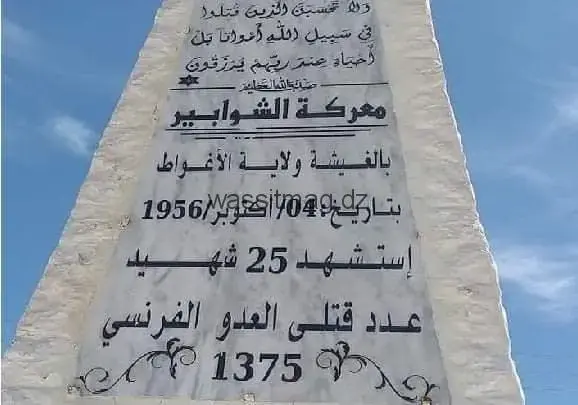 ولا تحسبن الذين قتلوا
في سبيل الله أمواتا بل
أحياء عند ربهم يرزقون
صدق الله العظيم
معركة الشوابير
بالغيشة ولاية الأغواط
بتاريخ:04/ أكتوبر/1956
wassitmag.dz
إستشهد 25 شهيد
عدد قتلى العدو الفرنسي
1375